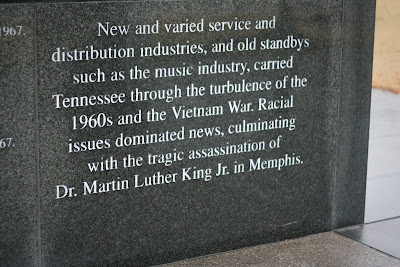 1967.
New and varied service and
distribution industries, and old standbys
such as the music industry, carried
Tennessee through the turbulence of the
1960s and the Vietnam War. Racial
issues dominated news, culminating
with the tragic assassination of
Dr. Martin Luther King Jr. in Memphis.
67.